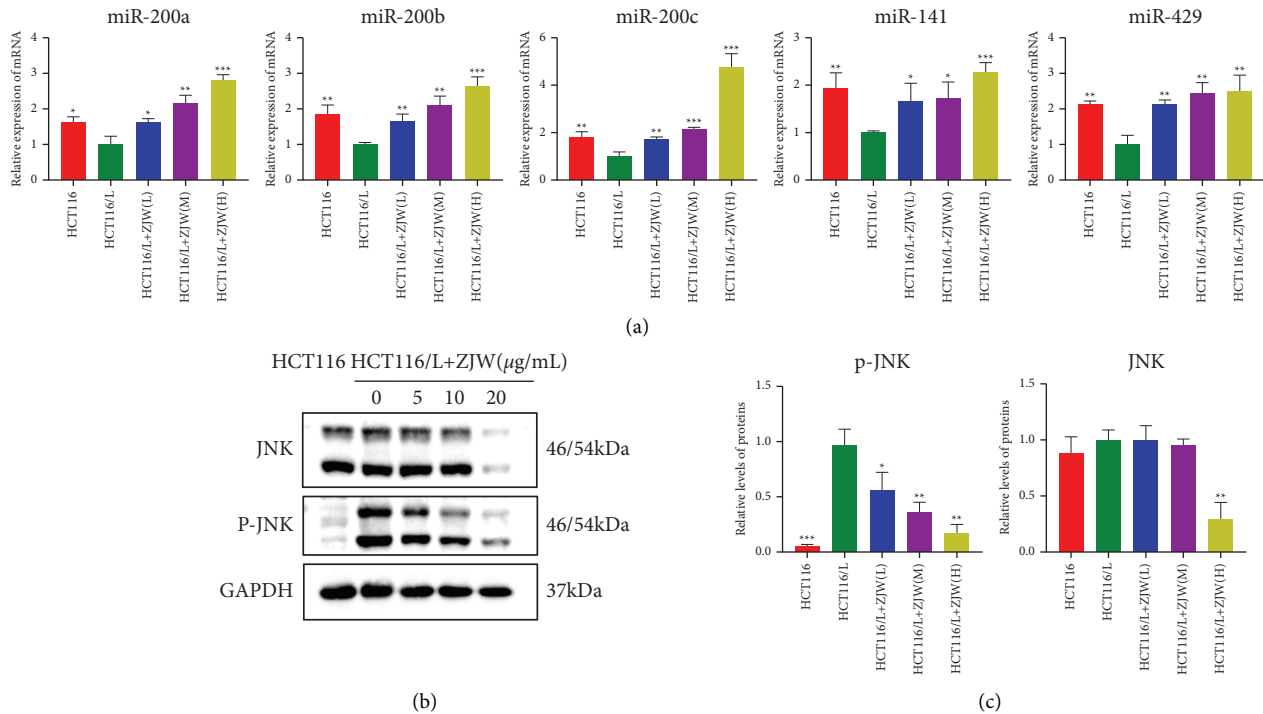 miR-200a
Relative expression of mRNA
4
3
2
1
0
*
*
**
***
HCT116
HCT116/L
HCT116/L+ZJW(L)
HCT116/L+ZJW(M)
HCT116/L+ZJW(H)
miR-200b
Relative expression of mRNA
4
3
2
1
0
**
**
**
***
HCT116
HCT116/L
HCT116/L+ZJW(L)
HCT116/L+ZJW(M)
HCT116/L+ZJW(H)
miR-200c
Relative expression of mRNA
6
4
2
0
**
**
***
***
HCT116
HCT116/L
HCT116/L+ZJW(L)
HCT116/L+ZJW(M)
HCT116/L+ZJW(H)
miR-141
Relative expression of mRNA
3
2
1
0
**
*
*
***
HCT116
HCT116/L
HCT116/L+ZJW(L)
HCT116/L+ZJW(M)
HCT116/L+ZJW(H)
miR-429
Relative expression of mRNA
4
3
2
1
0
**
**
**
**
HCT116
HCT116/L
HCT116/L+ZJW(L)
HCT116/L+ZJW(M)
HCT116/L+ZJW(H)
(a)
HCT116 HCT116/L+ZJW(μg/mL)
0 5 10 20
JNK 46/54kDa
P-JNK 46/54kDa
GAPDH 37kDa
(b)
p-JNK
Relative levels of proteins
1.5
1.0
0.5
0.0
***
*
**
**
HCT116
HCT116/L
HCT116/L+ZJW(L)
HCT116/L+ZJW(M)
HCT116/L+ZJW(H)
JNK
Relative levels of proteins
1.5
1.0
0.5
0.0
**
HCT116
HCT116/L
HCT116/L+ZJW(L)
HCT116/L+ZJW(M)
HCT116/L+ZJW(H)
(c)